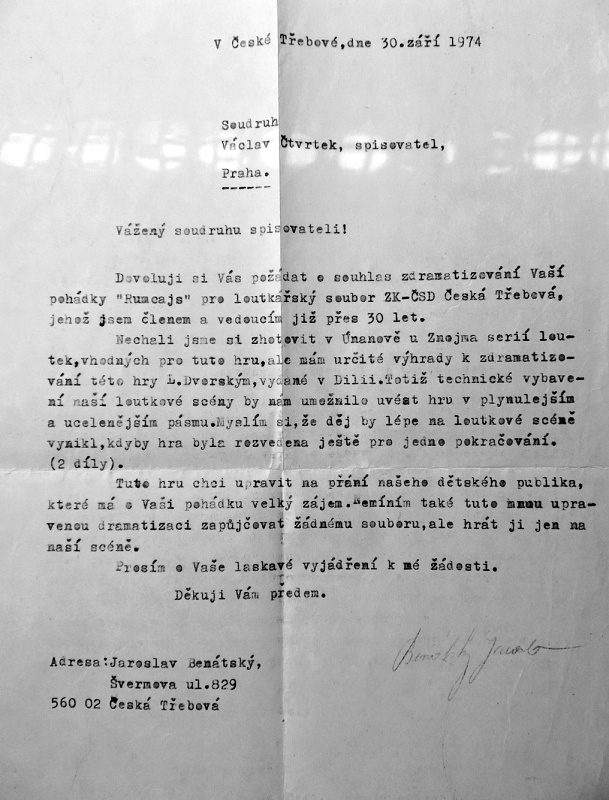 V České Třebové,dne 30.září 1974
Soudruh
Václav Čtvrtek, spisovatel,
Praha.
Vážený soudruhu spisovateli!
Dovoluji si Vás požádat o souhlas zdramatizování Vaší
pohádky "Rumcajs" pro loutkářský soubor ZK-ČSD Česká Třebová,
jehož jsem členem a vedoucím již přes 30 let.
Nechali jsme si zhotovit v Únanově u Znojma serií lou-
tek,vhodných pro tuto hru,ale mám určité výhrady k zdramatizo-
vání této hry L.Dvorským,vydané v Dilii.Totiž technické vybave-
ní naší loutkové scény by nám umožnilo uvést hru v plynulejším
a ucelenějším pásmu.Myslím si,že děj by lépe na loutkové scéně
vynikl,kdyby hra byla rozvedena ještě pro jedno pokračování.
(2 díly).
Tuto hru chci upravit na přání našeho dětského publika,
které má o Vaši pohádku velký zájem.Nemíním také tuto mnou upra-
venou dramatizaci zapůjčovat žádnému souboru,ale hrát ji jen na
naší scéně.
Prosím o Vaše laskavé vyjádření k mé žádosti.
Děkuji Vám předem.
Benátský Jarosl
Adresa:Jaroslav Benátský,
Švermova ul.829
560 02 Česká Třebová